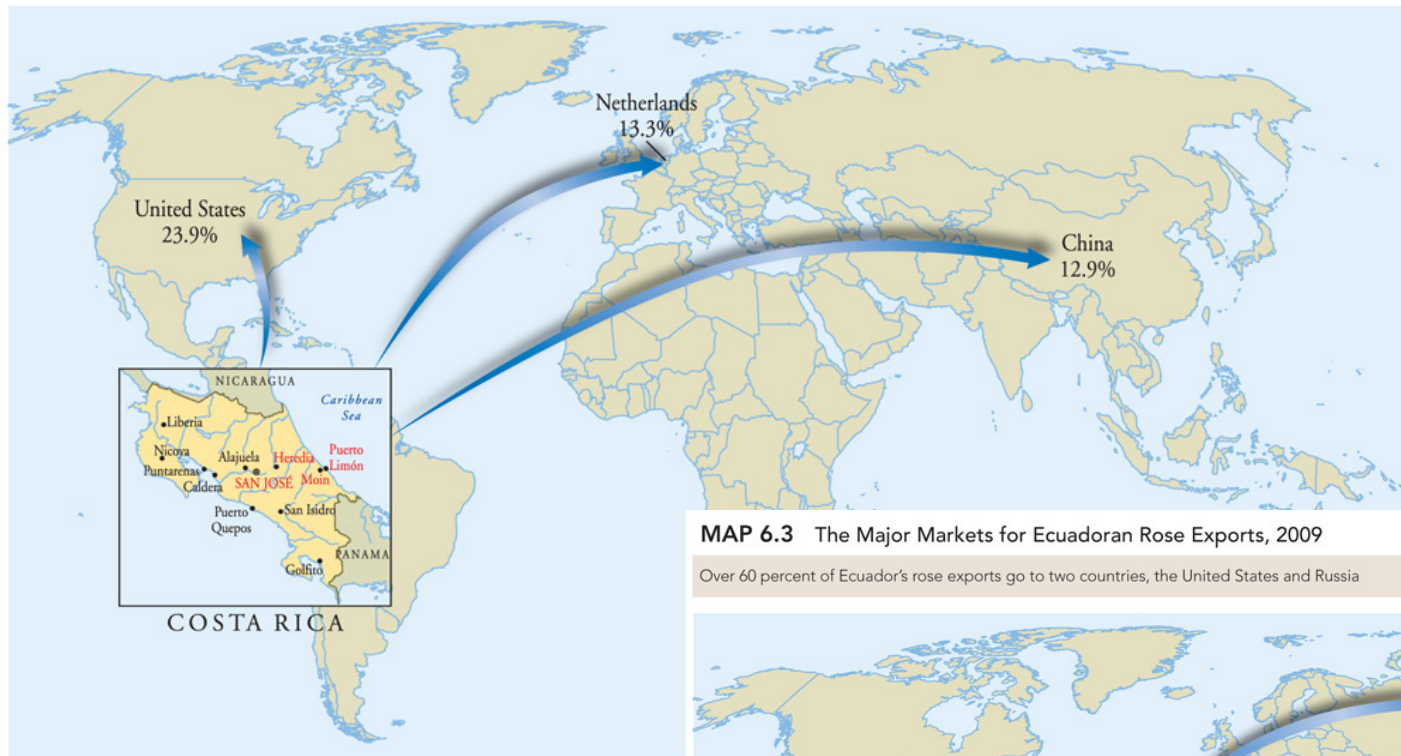 Netherlands
13.3%
United States
23.9%
China
12.9%
NICARAGUA
Caribbean
Sea
Liberia
Nicoya
Alajuela
Heredia
Puerto
Limón
Puntarenas
SAN JOSÉ
Moin
Caldera
Puerto
Quepos
San Isidro
PANAMA
Golfito
COSTA RICA
MAP 6.3 The Major Markets for Ecuadoran Rose Exports, 2009
Over 60 percent of Ecuador's rose exports go to two countries, the United States and Russia